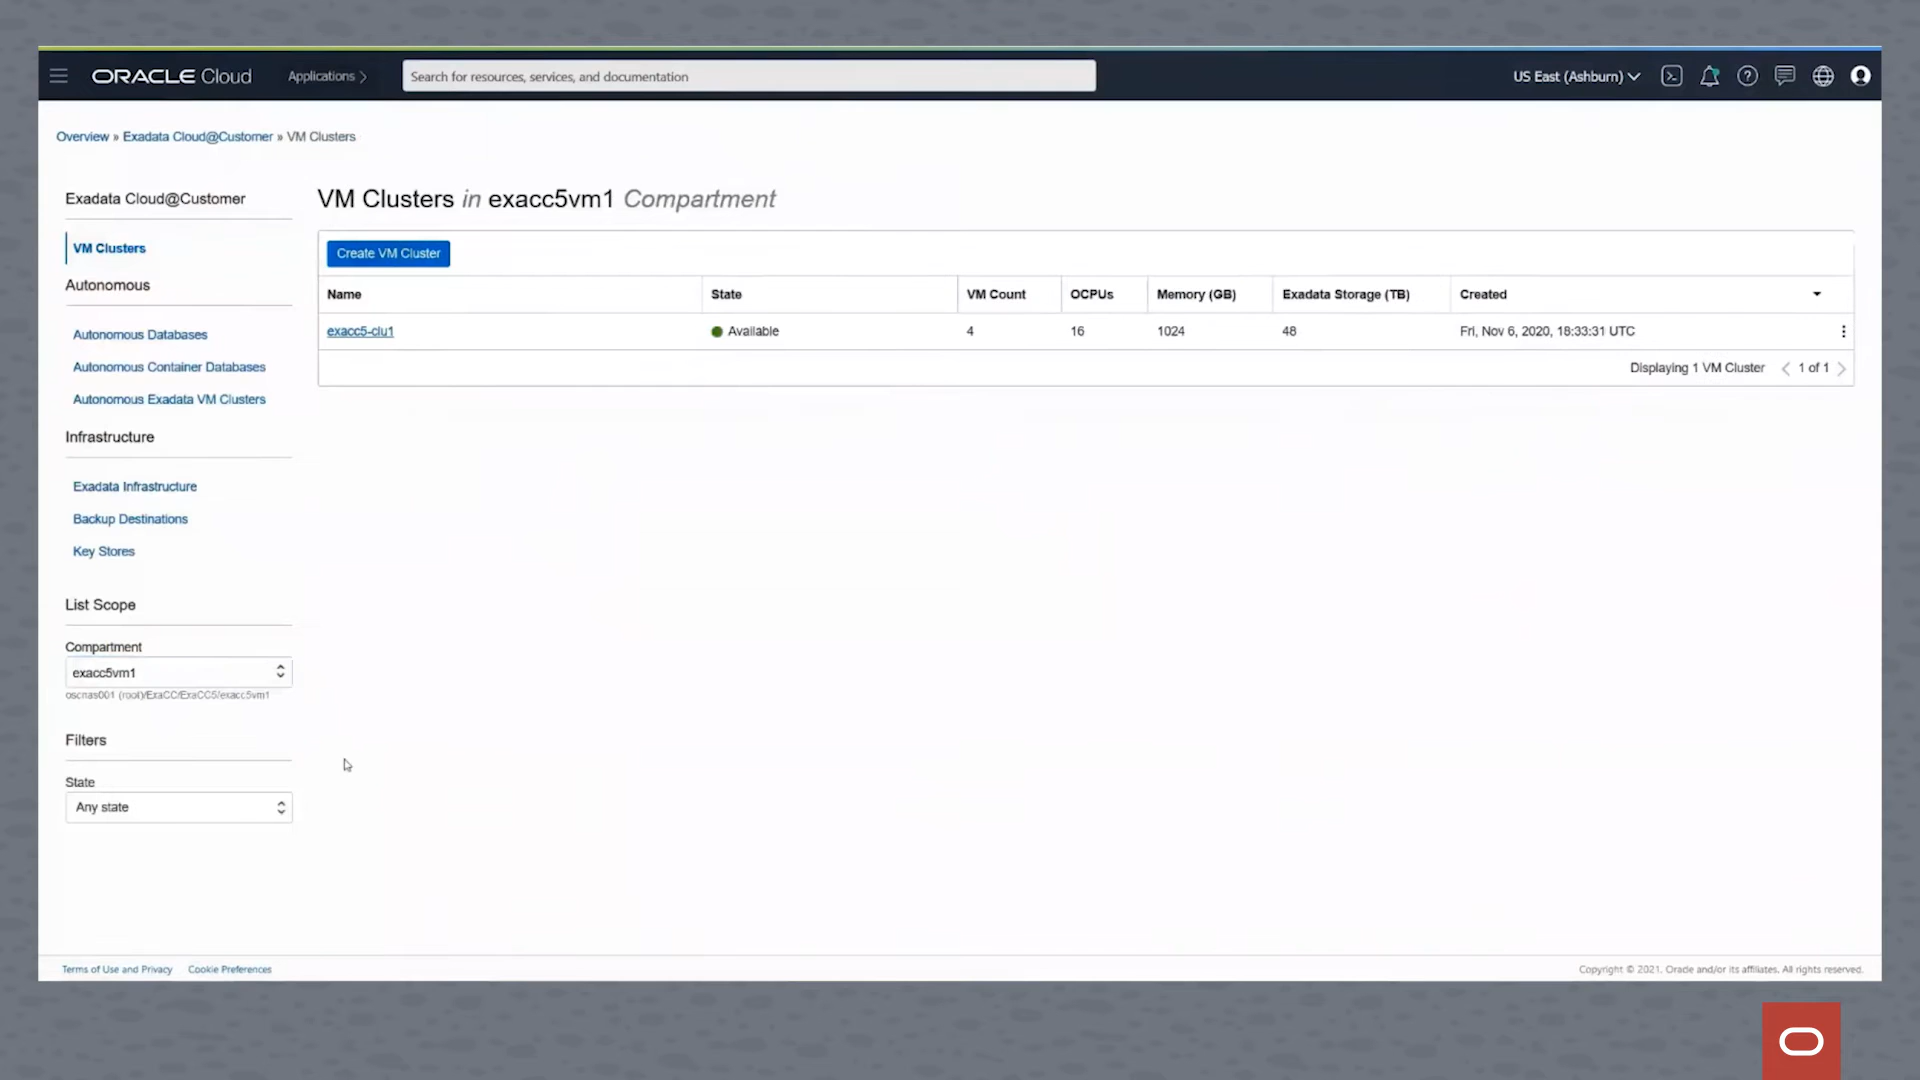 ORACLE Cloud
Applications
Search for resources, services, and documentation
US East (Ashburn)
Overview » Exadata Cloud@Customer » VM Clusters
Exadata Cloud@Customer
VM Clusters
Autonomous
Autonomous Databases
Autonomous Container Databases
Autonomous Exadata VM Clusters
Infrastructure
Exadata Infrastructure
Backup Destinations
Key Stores
List Scope
Compartment
exacc5vm1
oscnas001 (root)/ExaCC/ExaCC5/exacc5vm1
Filters
State
Any state
VM Clusters in exacc5vm1 Compartment
Create VM Cluster
Name State VM Count OCPUs Memory (GB) Exadata Storage (TB) Created
exacc5-clu1 Available 4 16 1024 48 Fri, Nov 6, 2020, 18:33:31 UTC
Displaying 1 VM Cluster 1 of 1
Terms of Use and Privacy Cookie Preferences
Copyright © 2021, Oracle and/or its affiliates. All rights reserved.